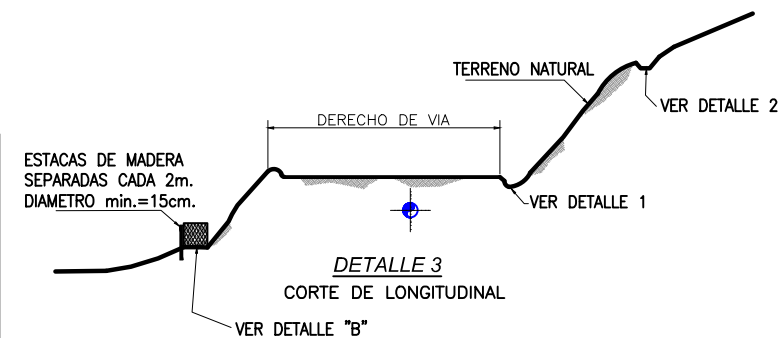 TERRENO NATURAL
VER DETALLE 2
DERECHO DE VIA
ESTACAS DE MADERA
SEPARADAS CADA 2m.
DIAMETRO min.=15cm.
VER DETALLE 1
DETALLE 3
CORTE DE LONGITUDINAL
VER DETALLE "B"